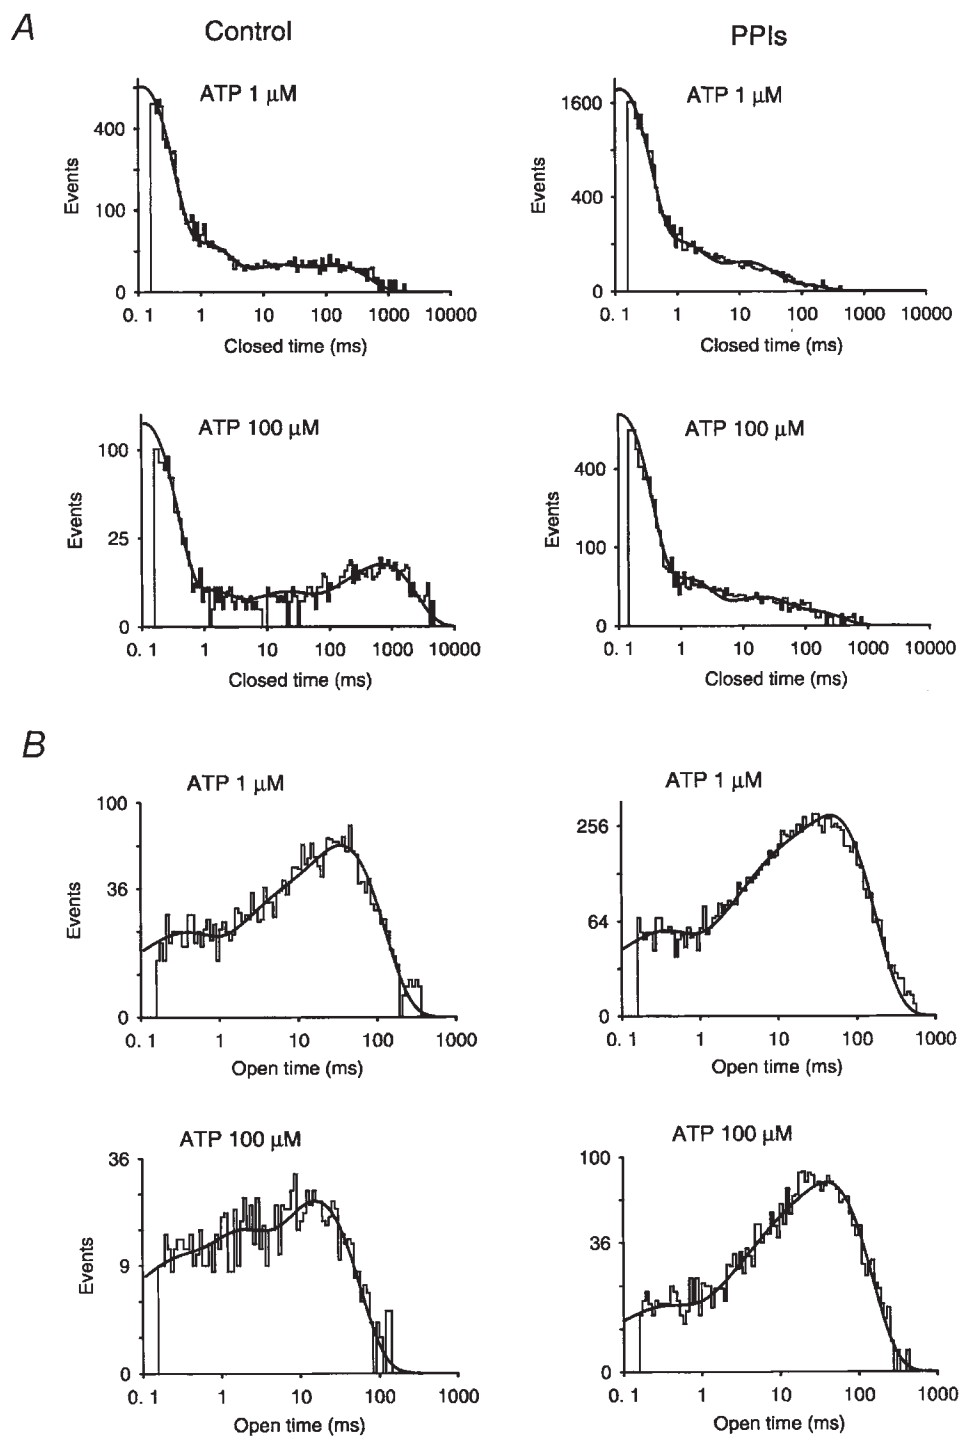 A
Control
PPIs
ATP 1 μM
ATP 1 μM
400
100
0
Events
0. 1 1 10 100 1000 10000
Closed time (ms)
1600
400
0
Events
0. 1 1 10 100 1000 10000
Closed time (ms)
ATP 100 μM
ATP 100 μM
100
25
0
Events
0. 1 1 10 100 1000 10000
Closed time (ms)
400
100
0
Events
0. 1 1 10 100 1000 10000
Closed time (ms)
B
ATP 1 μM
ATP 1 μM
100
36
0
Events
0. 1 1 10 100 1000
Open time (ms)
256
64
0
0. 1 1 10 100 1000
Open time (ms)
ATP 100 μM
ATP 100 μM
36
9
0
Events
0. 1 1 10 100 1000
Open time (ms)
100
36
0
0. 1 1 10 100 1000
Open time (ms)